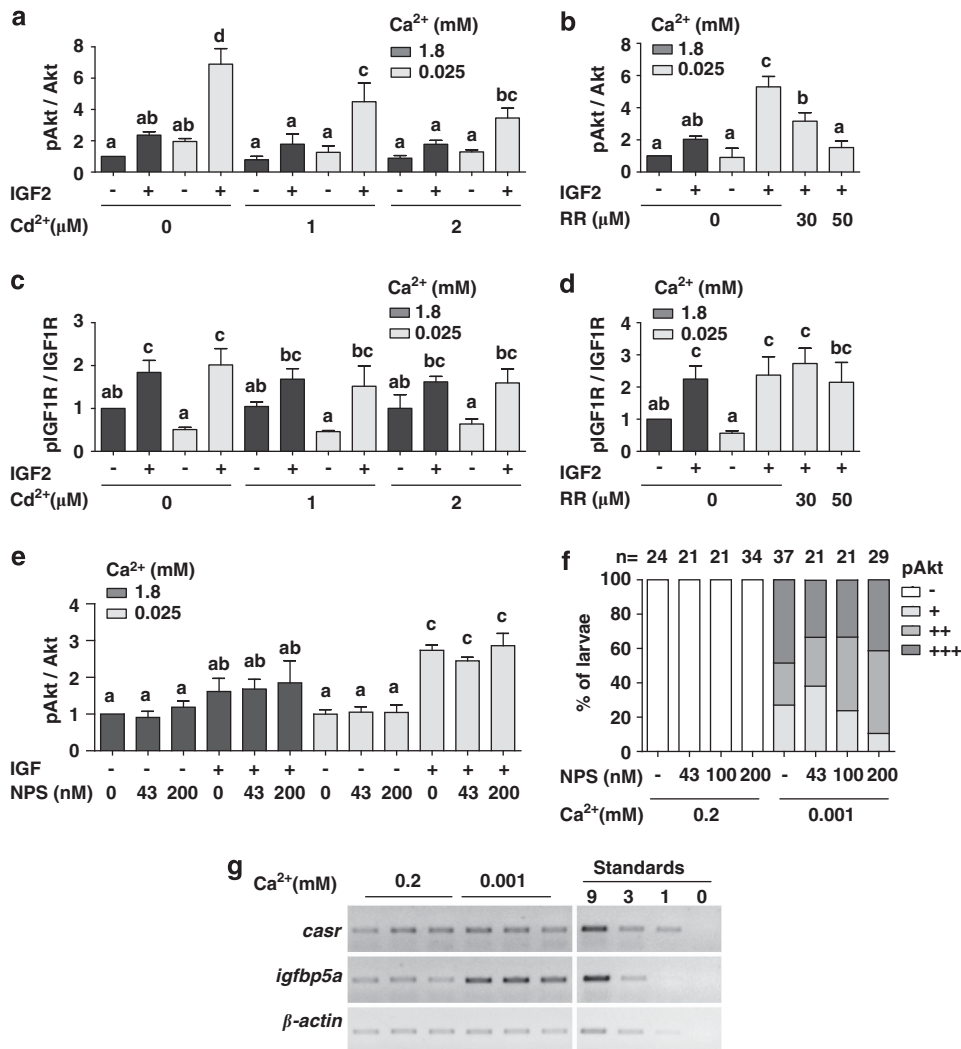 a
Ca2+ (mM)
1.8
0.025
pAkt / Akt
8
6
4
2
0
a ab ab d a a a c a a a bc
IGF2 - + - + - + - + - + - +
Cd2+(μM) 0 1 2
b
Ca2+ (mM)
1.8
0.025
pAkt / Akt
8
6
4
2
0
a ab a c b a
IGF2 - + - + + +
RR (μM) 0 30 50
c
Ca2+ (mM)
1.8
0.025
pIGF1R / IGF1R
3
2
1
0
ab c a c ab bc a bc ab bc a bc
IGF2 - + - + - + - + - + - +
Cd2+(μM) 0 1 2
d
Ca2+ (mM)
1.8
0.025
pIGF1R / IGF1R
4
3
2
1
0
ab c a c c bc
IGF2 - + - + + +
RR (μM) 0 30 50
e
Ca2+ (mM)
1.8
0.025
pAkt / Akt
4
3
2
1
0
a a a ab ab ab a a a c c c
IGF - - - + + + - - - + + +
NPS (nM) 0 43 200 0 43 200 0 43 200 0 43 200
f
n= 24 21 21 34 37 21 21 29
pAkt
-
+
++
+++
% of larvae
100
80
60
40
20
0
NPS (nM) - 43 100 200 - 43 100 200
Ca2+(mM) 0.2 0.001
g
Ca2+(mM) 0.2 0.001
Standards
9 3 1 0
casr
igfbp5a
β-actin